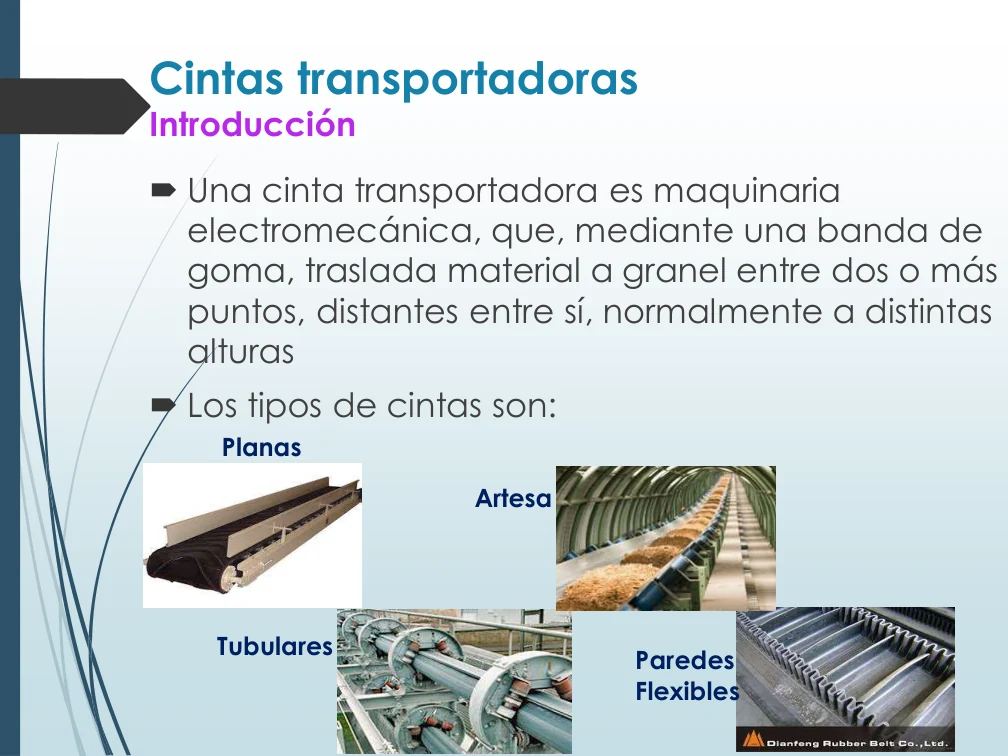 Cintas transportadoras
Introducción
Una cinta transportadora es maquinaria
electromecánica, que, mediante una banda de
goma, traslada material a granel entre dos o más
puntos, distantes entre sí, normalmente a distintas
alturas
Los tipos de cintas son:
Planas
Artesa
Tubulares
Paredes
Flexibles
Dianfeng Rubber Belt Co.,Ltd.